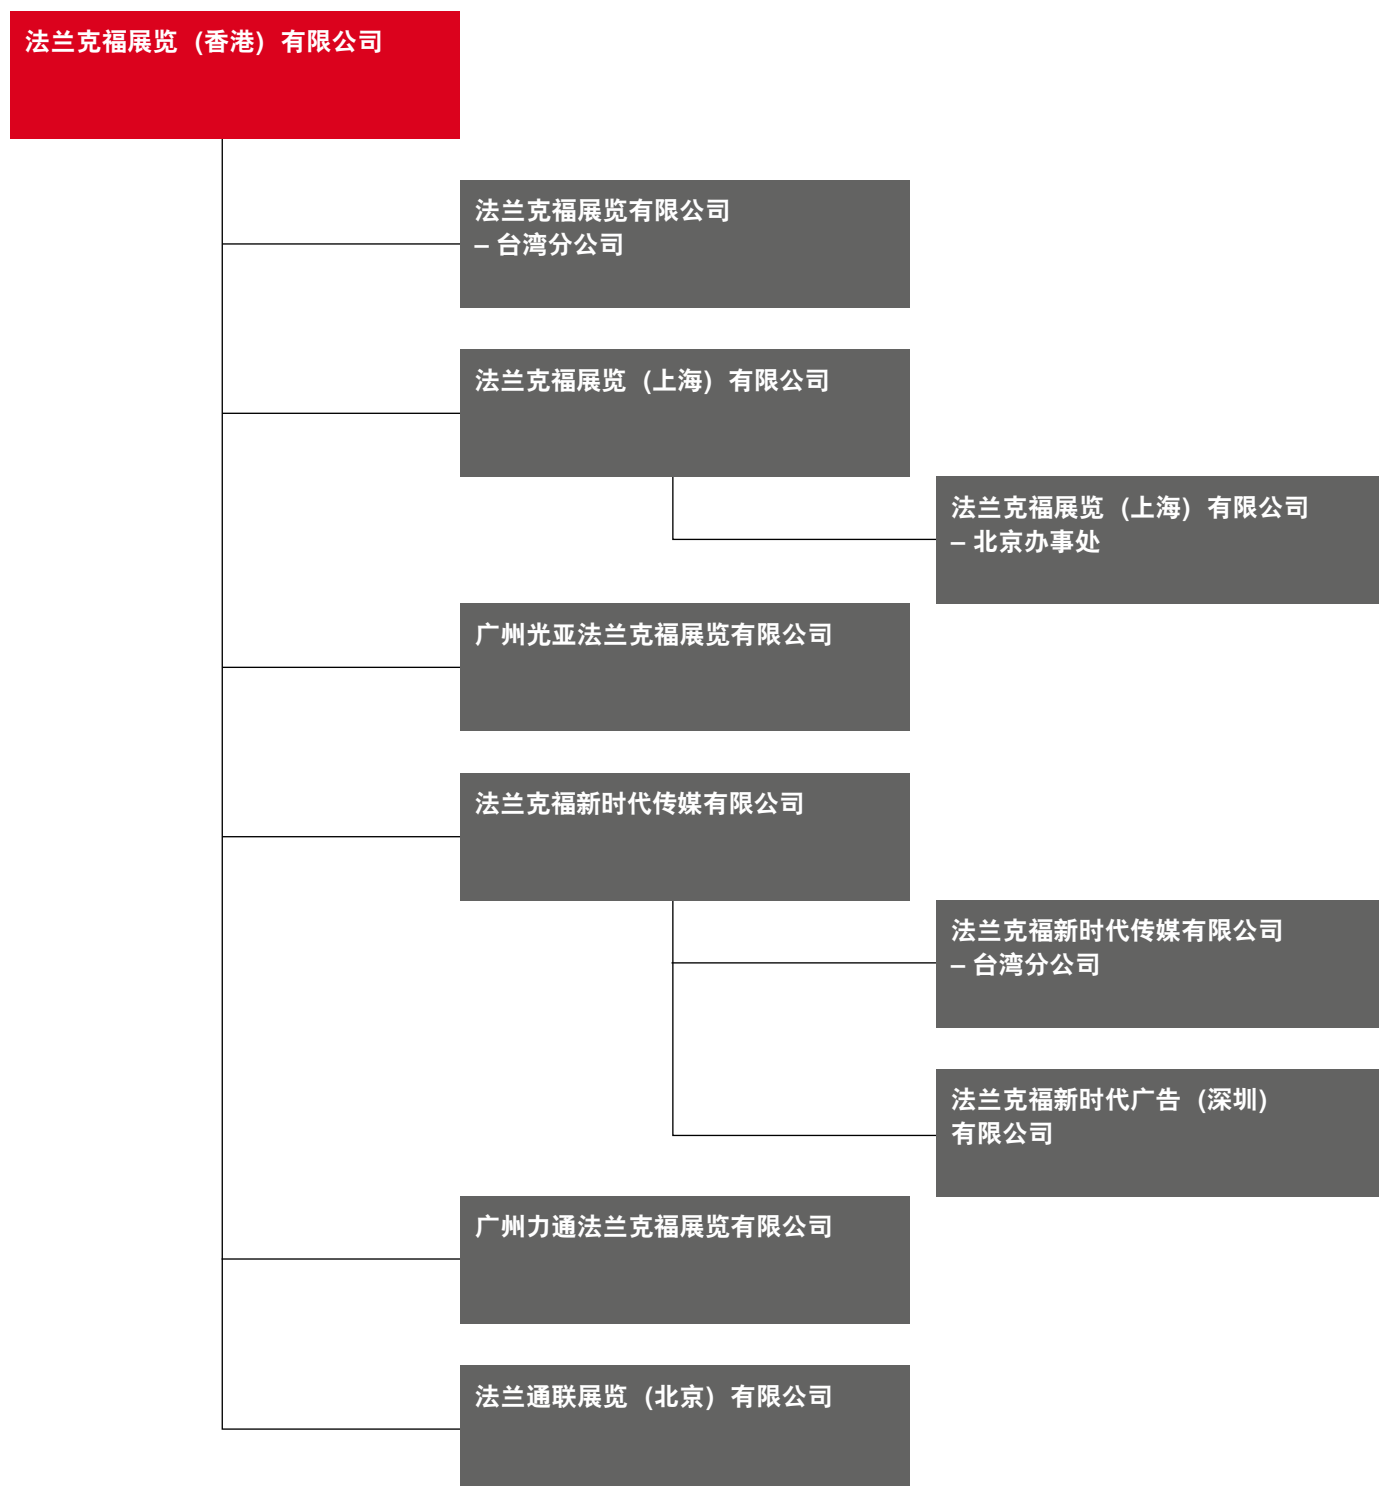 法兰克福展览 (香港) 有限公司
法兰克福展览有限公司
– 台湾分公司
法兰克福展览 (上海) 有限公司
法兰克福展览 (上海) 有限公司
– 北京办事处
广州光亚法兰克福展览有限公司
法兰克福新时代传媒有限公司
法兰克福新时代传媒有限公司
– 台湾分公司
法兰克福新时代广告 (深圳)
有限公司
广州力通法兰克福展览有限公司
法兰通联展览 (北京) 有限公司